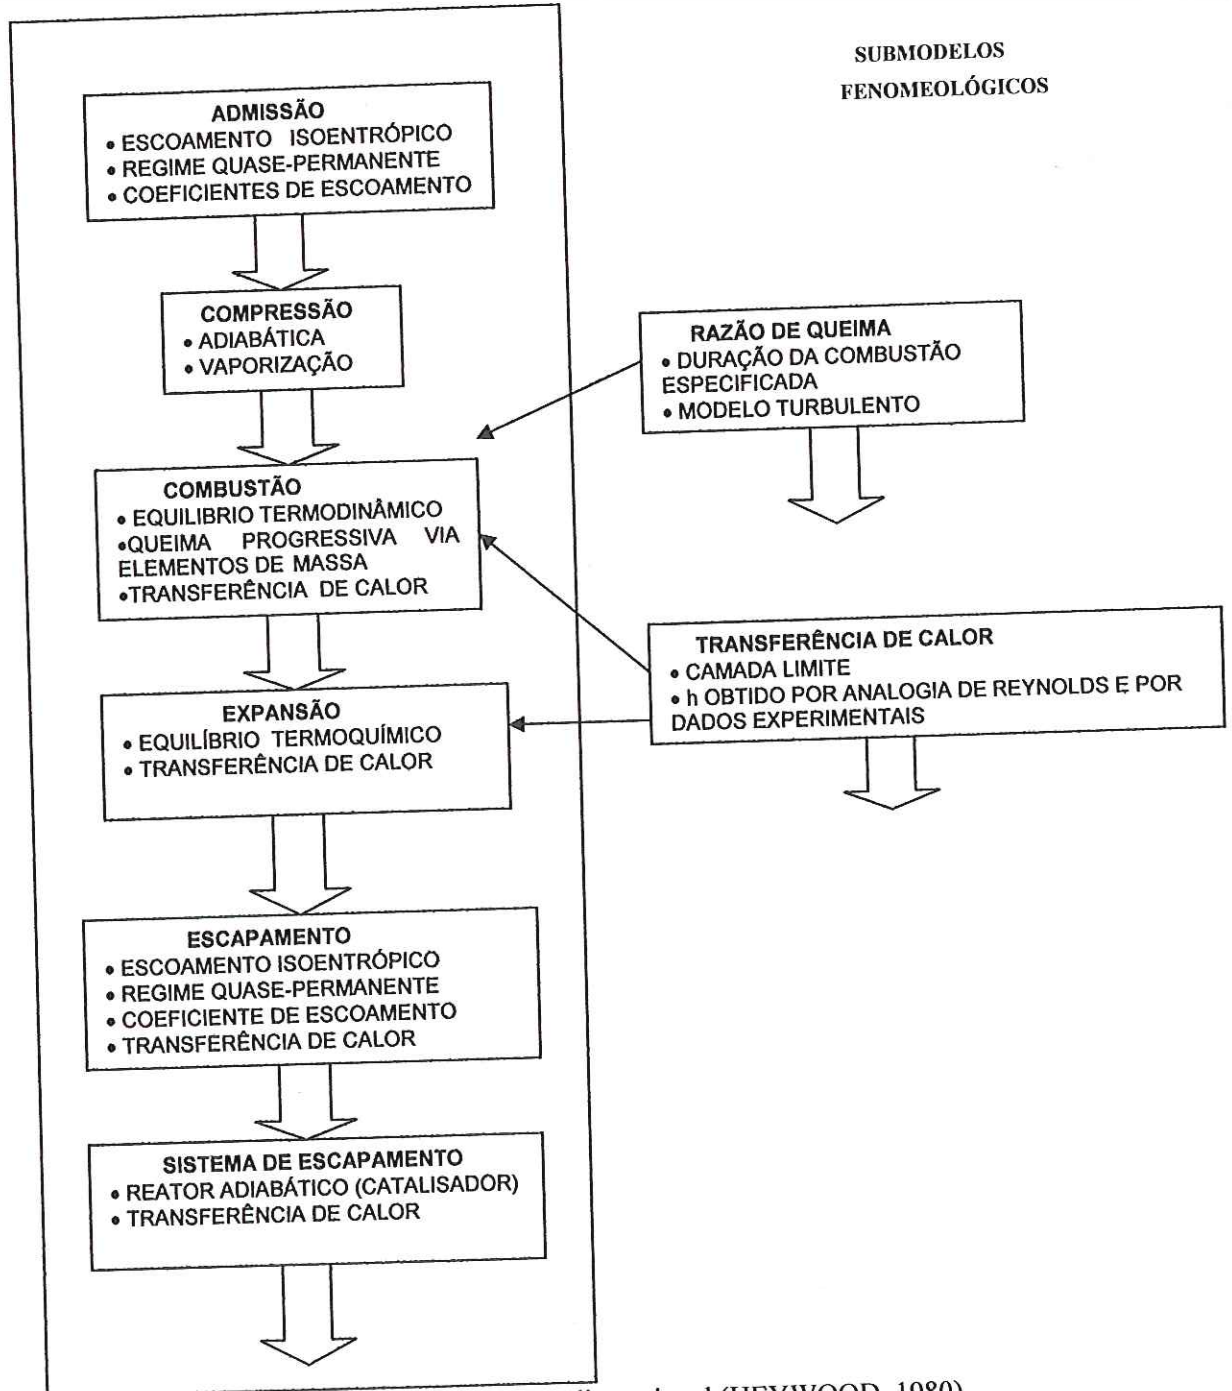 SUBMODELOS
FENOMEOLÓGICOS
ADMISSÃO
• ESCOAMENTO ISOENTRÓPICO
• REGIME QUASE-PERMANENTE
• COEFICIENTES DE ESCOAMENTO
COMPRESSÃO
• ADIABÁTICA
• VAPORIZAÇÃO
RAZÃO DE QUEIMA
• DURAÇÃO DA COMBUSTÃO
ESPECIFICADA
• MODELO TURBULENTO
COMBUSTÃO
• EQUILIBRIO TERMODINÂMICO
•QUEIMA PROGRESSIVA VIA
ELEMENTOS DE MASSA
•TRANSFERÊNCIA DE CALOR
TRANSFERÊNCIA DE CALOR
• CAMADA LIMITE
• h OBTIDO POR ANALOGIA DE REYNOLDS E POR
DADOS EXPERIMENTAIS
EXPANSÃO
• EQUILÍBRIO TERMOQUÍMICO
• TRANSFERÊNCIA DE CALOR
ESCAPAMENTO
• ESCOAMENTO ISOENTRÓPICO
• REGIME QUASE-PERMANENTE
• COEFICIENTE DE ESCOAMENTO
• TRANSFERÊNCIA DE CALOR
SISTEMA DE ESCAPAMENTO
• REATOR ADIABÁTICO (CATALISADOR)
• TRANSFERÊNCIA DE CALOR
(HEYWOOD, 1980)